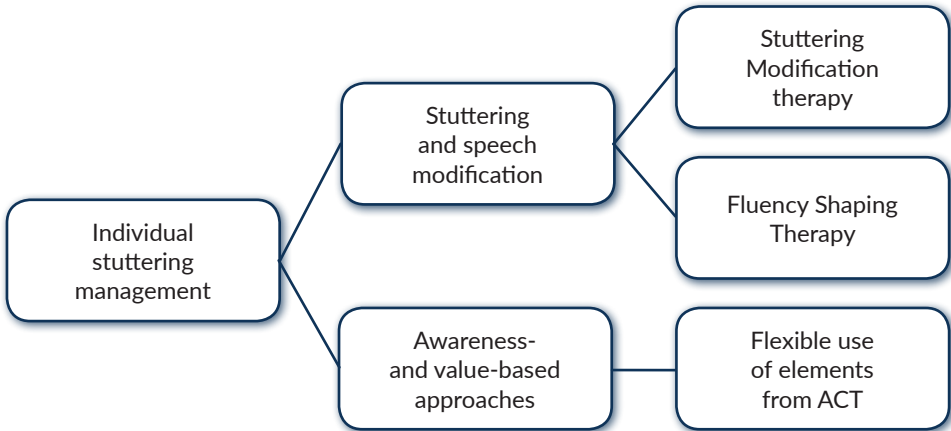 Individual
stuttering
management
Stuttering
and speech
modification
Awareness-
and value-based
approaches
Stuttering
Modification
therapy
Fluency Shaping
Therapy
Flexible use
of elements
from ACT